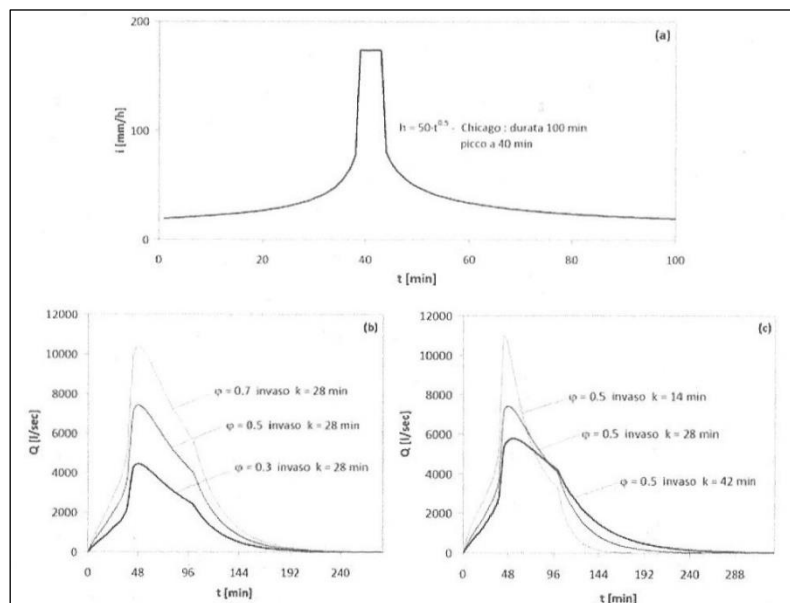 200
(a)
i [mm/h]
100
h = 50·t^0.5 - Chicago : durata 100 min
picco a 40 min
0
0 20 40 60 80 100
t [min]
12000
(b)
10000
8000
6000
4000
2000
0
Q [l/sec]
φ = 0.7 invaso k = 28 min
φ = 0.5 invaso k = 28 min
φ = 0.3 invaso k = 28 min
0 48 96 144 192 240
t [min]
12000
(c)
10000
8000
6000
4000
2000
0
Q [l/sec]
φ = 0.5 invaso k = 14 min
φ = 0.5 invaso k = 28 min
φ = 0.5 invaso k = 42 min
0 48 96 144 192 240 288
t [min]